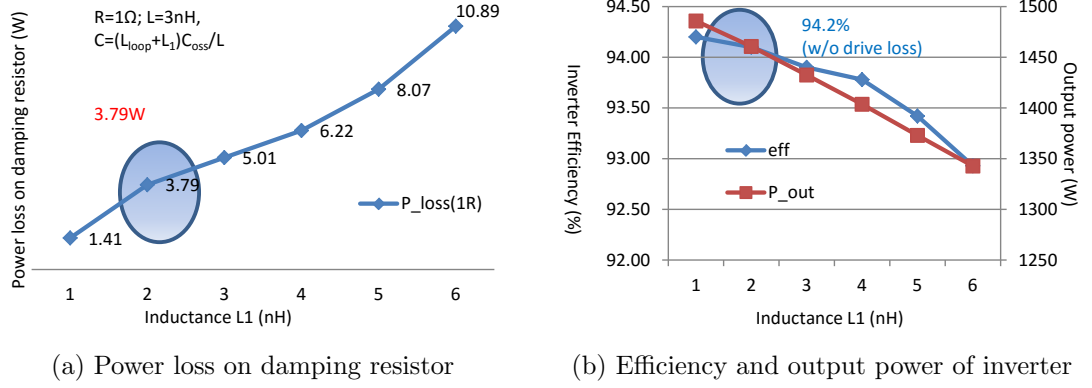 Power loss on damping resistor (W)
R=1Ω; L=3nH,
C=(Lloop+L1)Coss/L
3.79W
1.41
3.79
5.01
6.22
8.07
10.89
P_loss(1R)
1 2 3 4 5 6
Inductance L1 (nH)
(a) Power loss on damping resistor
Inverter Efficiency (%)
94.50
94.00
93.50
93.00
92.50
92.00
94.2%
(w/o drive loss)
eff
P_out
1500
1450
1400
1350
1300
1250
Output power (W)
1 2 3 4 5 6
Inductance L1 (nH)
(b) Efficiency and output power of inverter